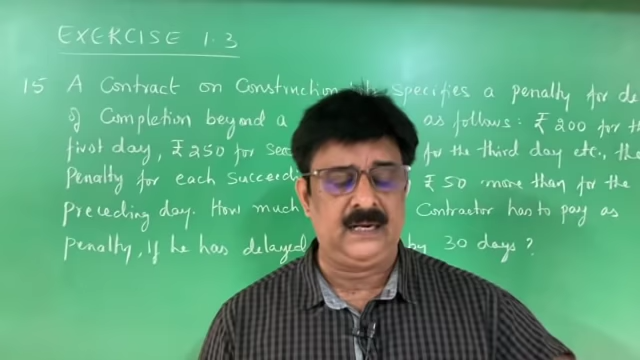 EXERCISE 1.3
15 A Contract on Construction specifies a penalty for de
of Completion beyond a as follows: ₹200 for th
first day, ₹250 for Sec for the third day etc., the
Penalty for each Succeedi ₹50 more than for the
preceding day. How much Contractor has to pay as
penalty, if he has delayed by 30 days?